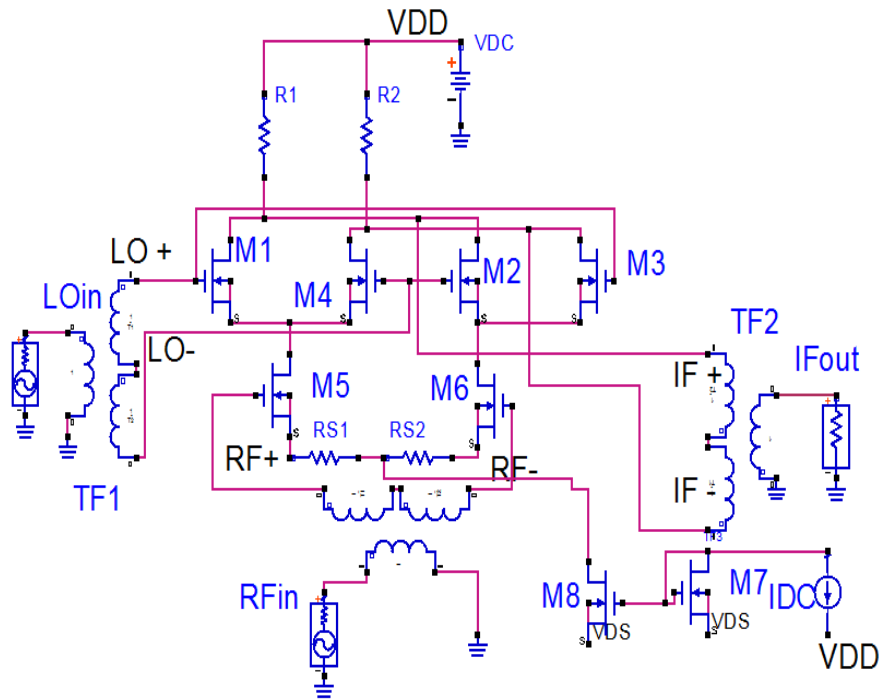 VDD
VDC
R1
R2
M1
M4
M2
M3
LO +
LOin
LO-
TF1
TF2
IFout
IF +
IF -
TF3
M5
M6
RS1
RS2
RF+
RF-
RFin
M8
M7
IDC
VDS
VDS
VDD
S
S
S
S
S
S
S
S